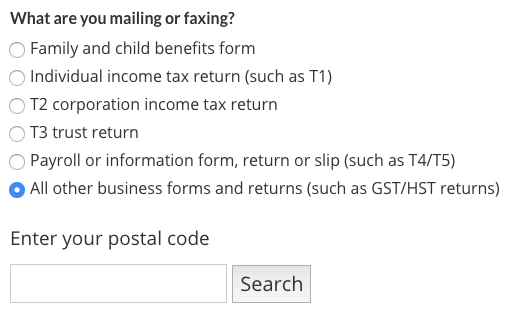 What are you mailing or faxing?
Family and child benefits form
Individual income tax return (such as T1)
T2 corporation income tax return
T3 trust return
Payroll or information form, return or slip (such as T4/T5)
All other business forms and returns (such as GST/HST returns)
Enter your postal code
Search